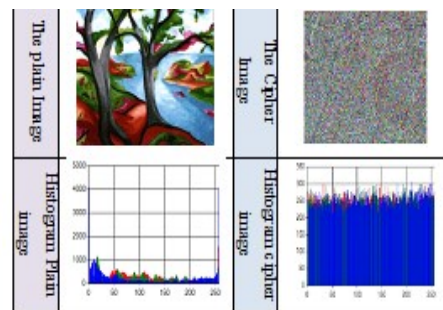 The plain Image
The Cipher
Image
Histogram Plain
image
5000
4000
3000
2000
1000
0
0 50 100 150 200 250
Histogram cipher
image
350
300
250
200
150
100
50
0
0 50 100 150 200 250